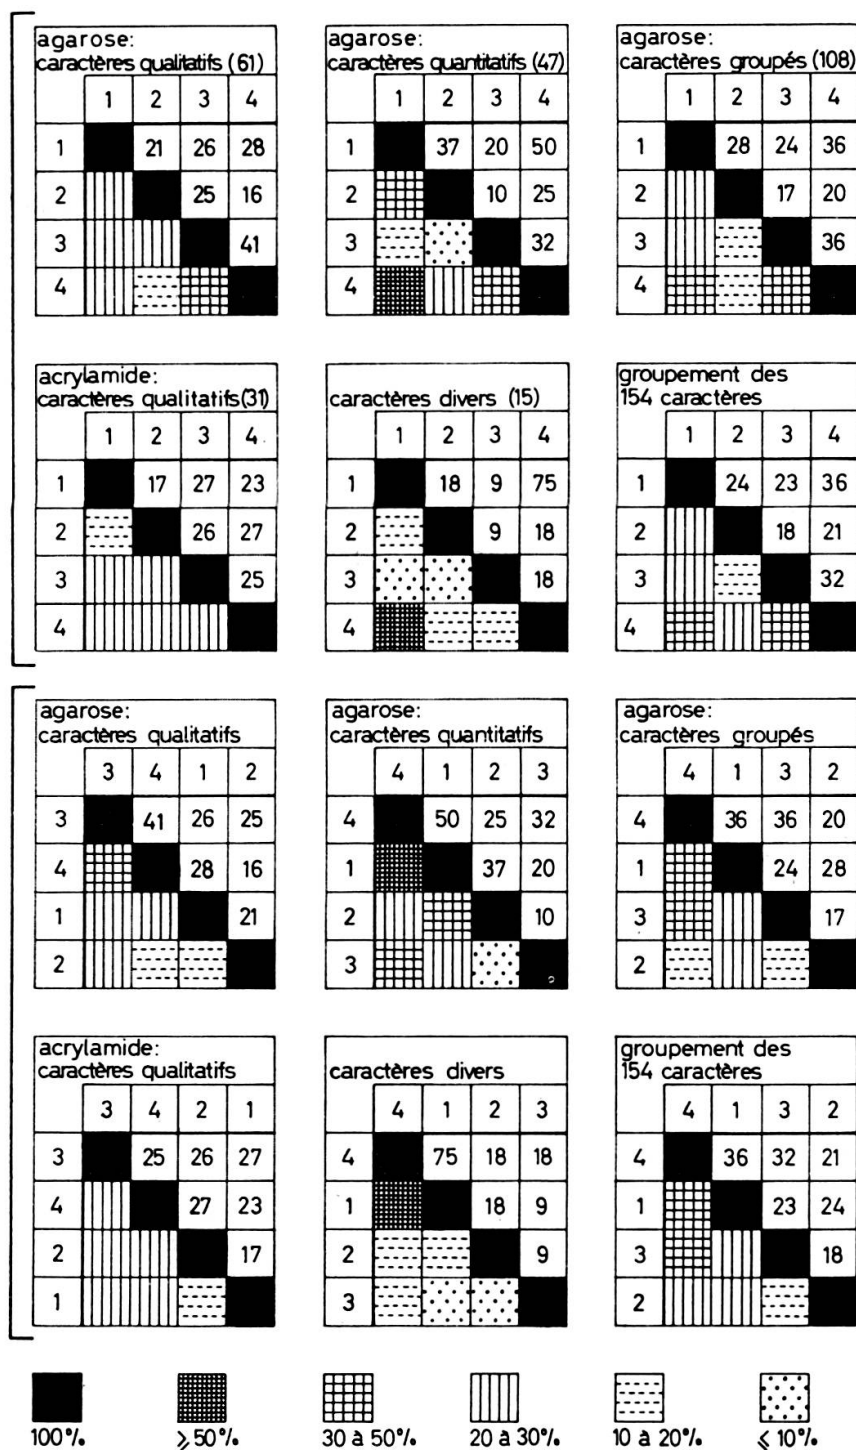 agarose:
caractères qualitatifs (61)
1 2 3 4
1 21 26 28
2 25 16
3 41
4
agarose:
caractères quantitatifs (47)
1 2 3 4
1 37 20 50
2 10 25
3 32
4
agarose:
caractères groupés (108)
1 2 3 4
1 28 24 36
2 17 20
3 36
4
acrylamide:
caractères qualitatifs (31)
1 2 3 4
1 17 27 23
2 26 27
3 25
4
caractères divers (15)
1 2 3 4
1 18 9 75
2 9 18
3 18
4
groupement des
154 caractères
1 2 3 4
1 24 23 36
2 18 21
3 32
4
agarose:
caractères qualitatifs
3 4 1 2
3 41 26 25
4 28 16
1 21
2
agarose:
caractères quantitatifs
4 1 2 3
4 50 25 32
1 37 20
2 10
3
agarose:
caractères groupés
4 1 3 2
4 36 36 20
1 24 28
3 17
2
acrylamide:
caractères qualitatifs
3 4 2 1
3 25 26 27
4 27 23
2 17
1
caractères divers
4 1 2 3
4 75 18 18
1 18 9
2 9
3
groupement des
154 caractères
4 1 3 2
4 36 32 21
1 23 24
3 18
2
100% ⩾50% 30 à 50% 20 à 30% 10 à 20% ⩽10%